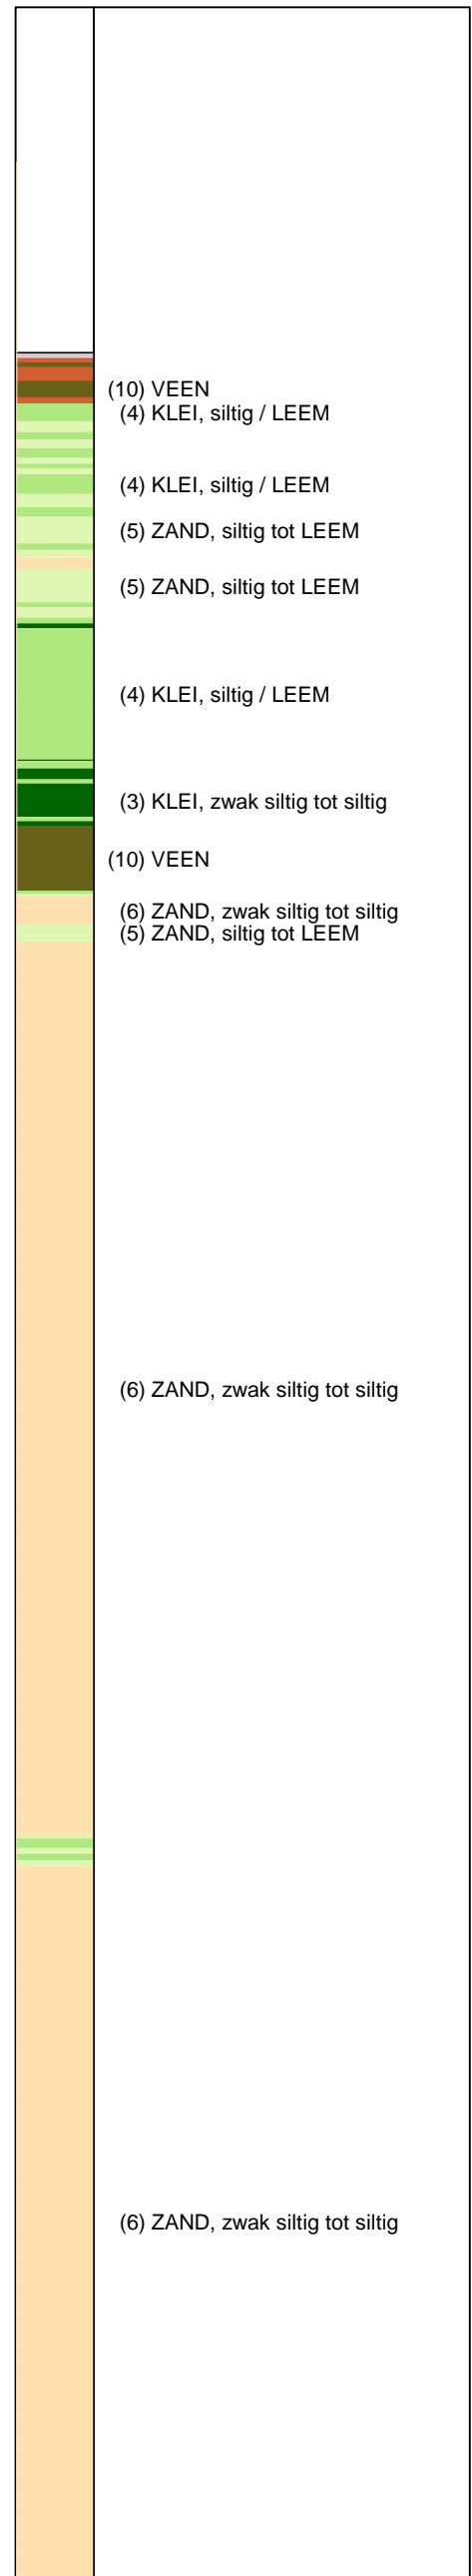 (10) VEEN
(4) KLEI, siltig / LEEM
(4) KLEI, siltig / LEEM
(5) ZAND, siltig tot LEEM
(5) ZAND, siltig tot LEEM
(4) KLEI, siltig / LEEM
(3) KLEI, zwak siltig tot siltig
(10) VEEN
(6) ZAND, zwak siltig tot siltig
(5) ZAND, siltig tot LEEM
(6) ZAND, zwak siltig tot siltig
(6) ZAND, zwak siltig tot siltig